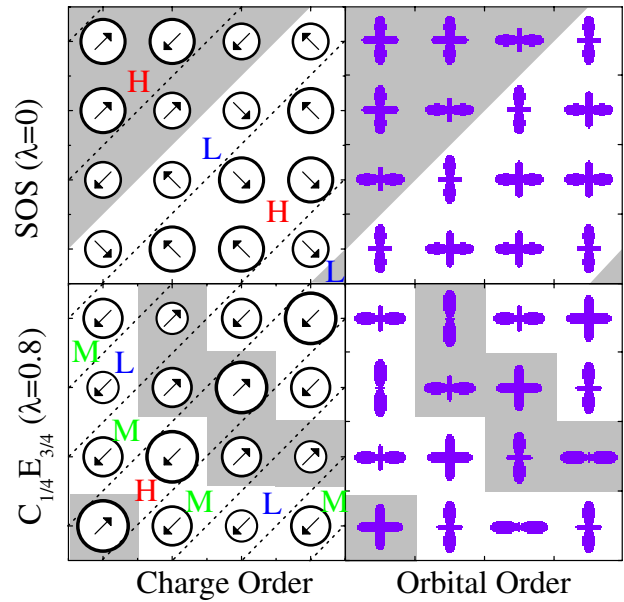 SOS (λ=0)
H
L
H
L
C1/4E3/4 (λ=0.8)
M
L
M
H
M
L
M
Charge Order
Orbital Order